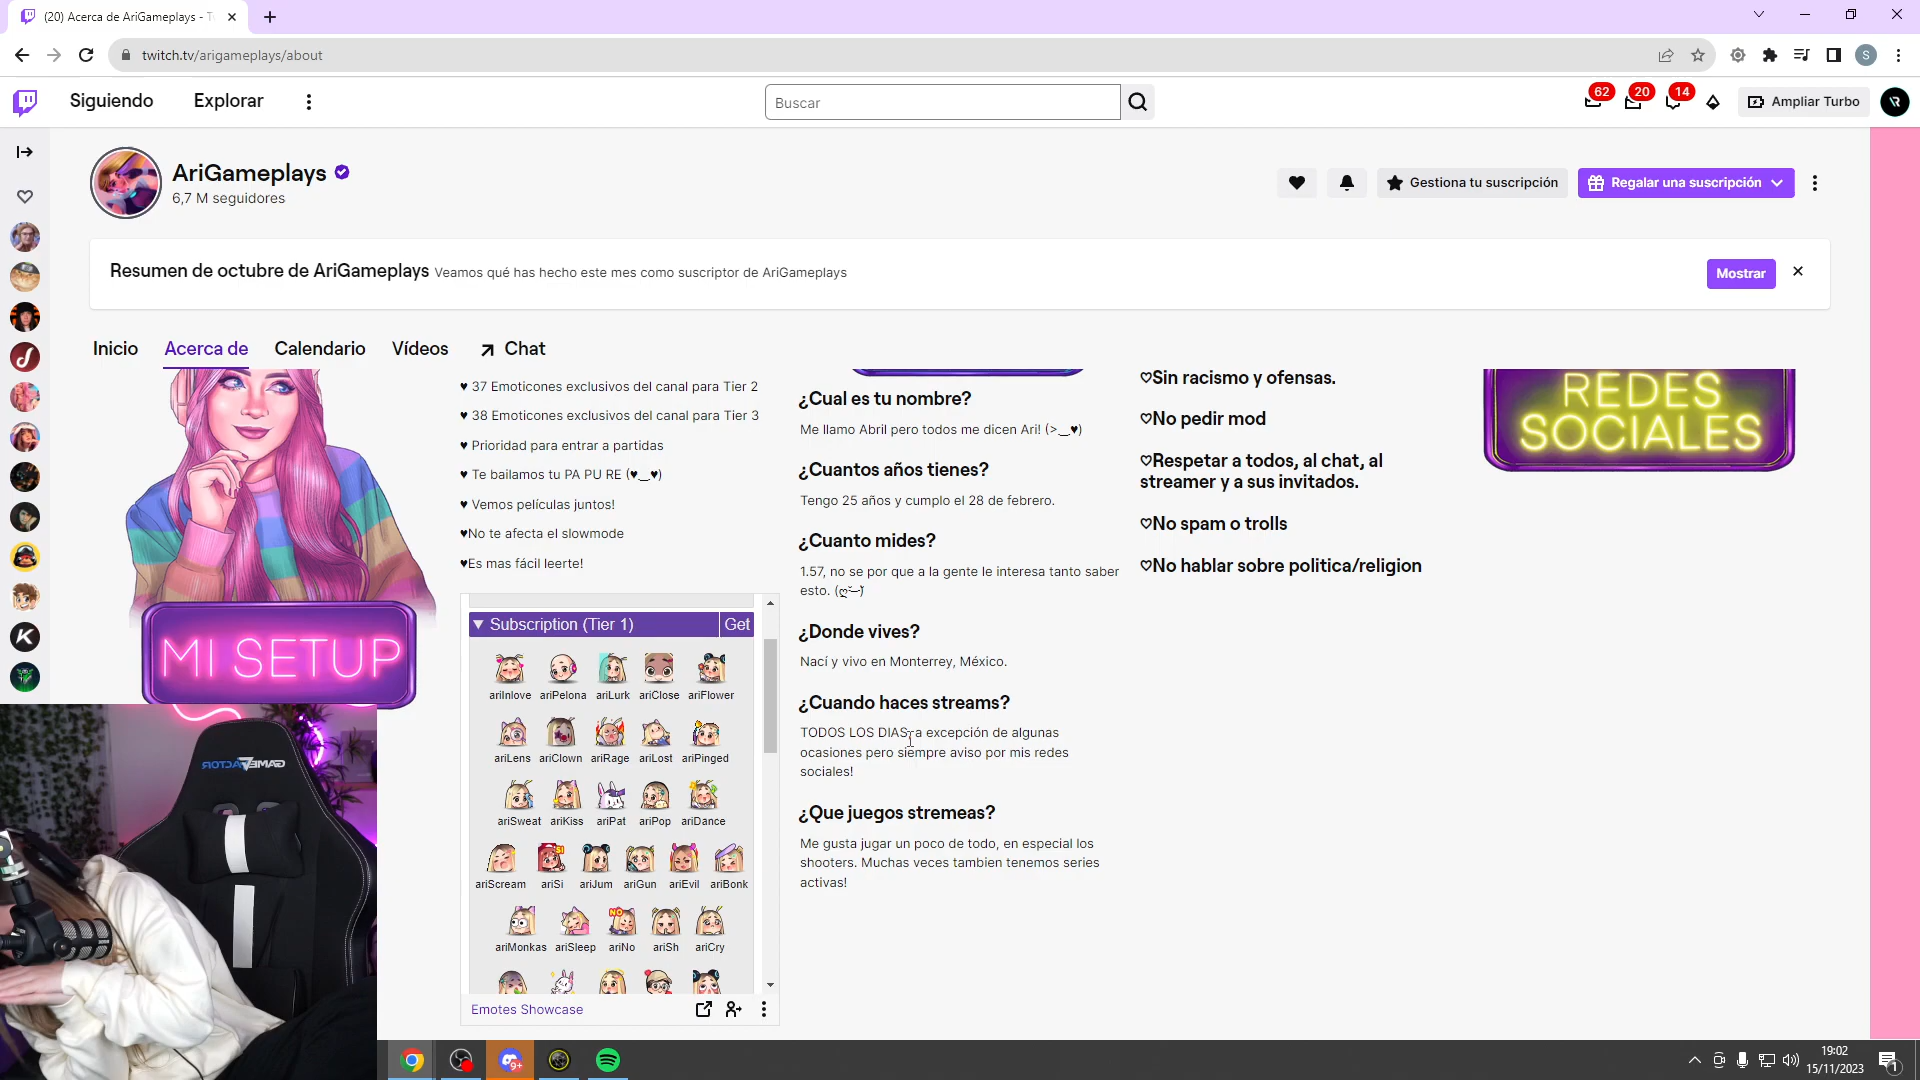 (20) Acerca de AriGameplays - T
twitch.tv/arigameplays/about
S
Siguiendo
Explorar
Buscar
62
20
14
Ampliar Turbo
AriGameplays
6,7 M seguidores
Gestiona tu suscripción
Regalar una suscripción
Resumen de octubre de AriGameplays Veamos qué has hecho este mes como suscriptor de AriGameplays
Mostrar
Inicio
Acerca de
Calendario
Vídeos
Chat
MI SETUP
♥ 37 Emoticones exclusivos del canal para Tier 2
♥ 38 Emoticones exclusivos del canal para Tier 3
♥ Prioridad para entrar a partidas
♥ Te bailamos tu PA PU RE (♥‿♥)
♥ Vemos películas juntos!
♥No te afecta el slowmode
♥Es mas fácil leerte!
Subscription (Tier 1)
Get
ariInlove ariPelona ariLurk ariClose ariFlower
ariLens ariClown ariRage ariLost ariPinged
ariSweat ariKiss ariPat ariPop ariDance
ariScream ariSi ariJum ariGun ariEvil ariBonk
NO
ariMonkas ariSleep ariNo ariSh ariCry
Emotes Showcase
¿Cual es tu nombre?
Me llamo Abril pero todos me dicen Ari! (>‿♥)
¿Cuantos años tienes?
Tengo 25 años y cumplo el 28 de febrero.
¿Cuanto mides?
1.57, no se por que a la gente le interesa tanto saber
esto.
¿Donde vives?
Nací y vivo en Monterrey, México.
¿Cuando haces streams?
TODOS LOS DIAS a excepción de algunas
ocasiones pero siempre aviso por mis redes
sociales!
¿Que juegos stremeas?
Me gusta jugar un poco de todo, en especial los
shooters. Muchas veces tambien tenemos series
activas!
♡Sin racismo y ofensas.
♡No pedir mod
♡Respetar a todos, al chat, al
streamer y a sus invitados.
♡No spam o trolls
♡No hablar sobre politica/religion
REDES
SOCIALES
GAMEFACTOR
9+
19:02
15/11/2023
1